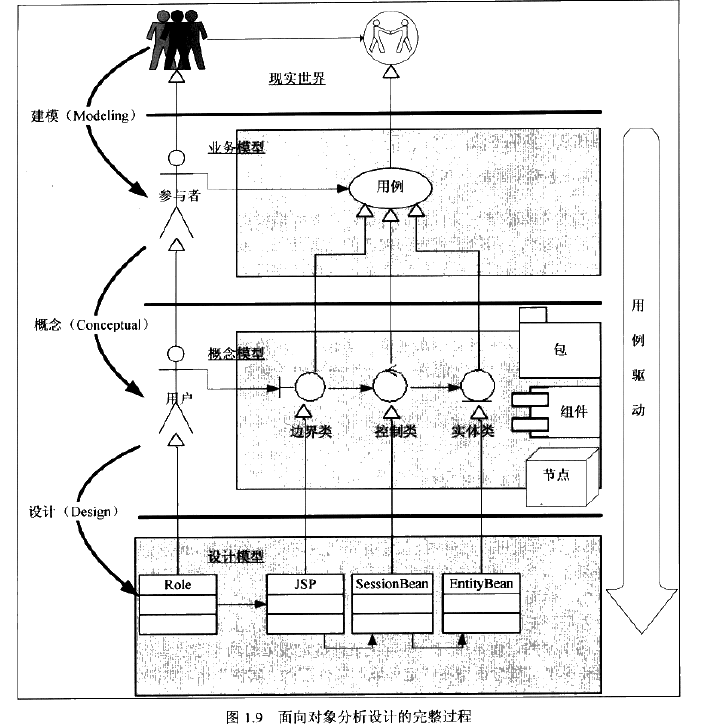 现实世界
建模（Modeling）
业务模型
参与者
用例
概念（Conceptual）
概念模型
用户
边界类
控制类
实体类
包
组件
节点
用例驱动
设计（Design）
设计模型
Role
JSP
SessionBean
EntityBean
图 1.9 面向对象分析设计的完整过程